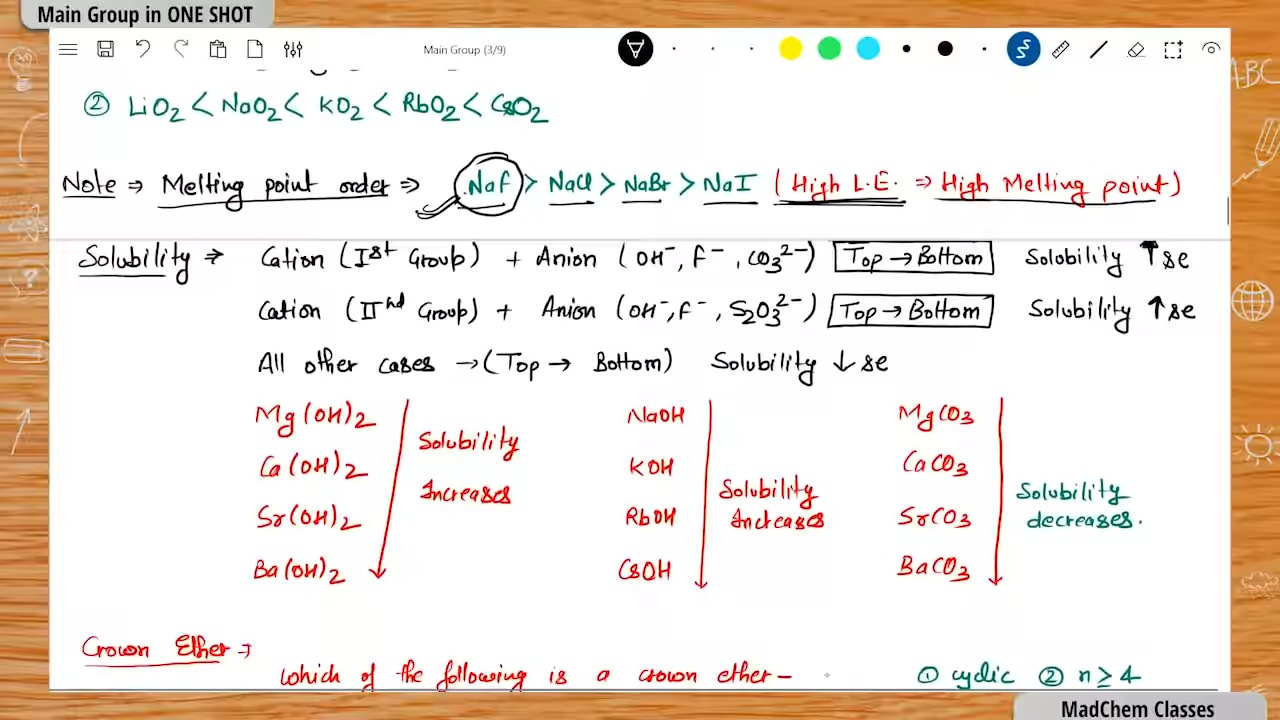 Main Group in ONE SHOT
Main Group (3/9)
② LiO2 < NaO2 < KO2 < RbO2 < CsO2
Note ⇒ Melting point order ⇒ NaF > NaCl > NaBr > NaI (High L.E. ⇒ High Melting point)
Solubility ⇒ Cation (Ist Group) + Anion (OH⁻, F⁻, CO3²⁻) Top → Bottom Solubility ↑se
Cation (IInd Group) + Anion (OH⁻, F⁻, S2O3²⁻) Top → Bottom Solubility ↑se
All other cases → (Top → Bottom) Solubility ↓se
Mg(OH)2 NaOH MgCO3
Solubility
Ca(OH)2 KOH CaCO3
Increases Solubility Solubility
Sr(OH)2 RbOH Increases SrCO3 decreases.
Ba(OH)2 CsOH BaCO3
Crown Ether →
Which of the following is a crown ether – ① cyclic ② n ≥ 4
MadChem Classes
ABC